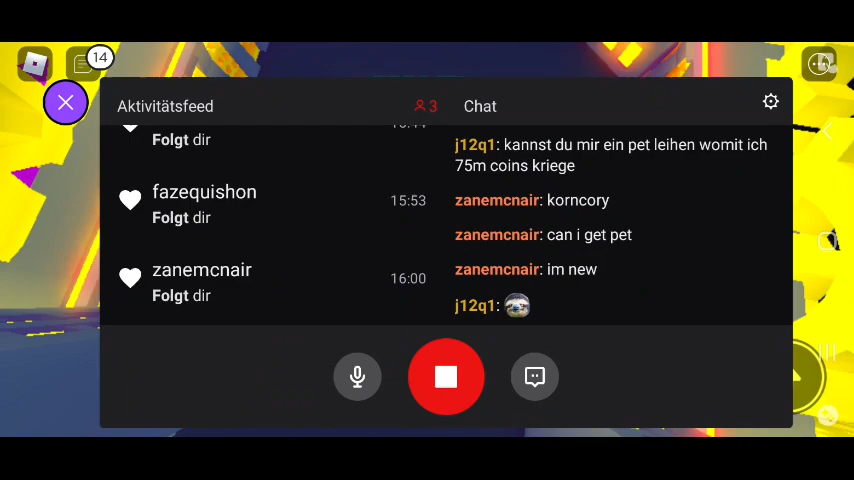 14
Aktivitätsfeed
3
Chat
Folgt dir
fazequishon
15:53
Folgt dir
zanemcnair
16:00
Folgt dir
j12q1: kannst du mir ein pet leihen womit ich
75m coins kriege
zanemcnair: korncory
zanemcnair: can i get pet
zanemcnair: im new
j12q1: